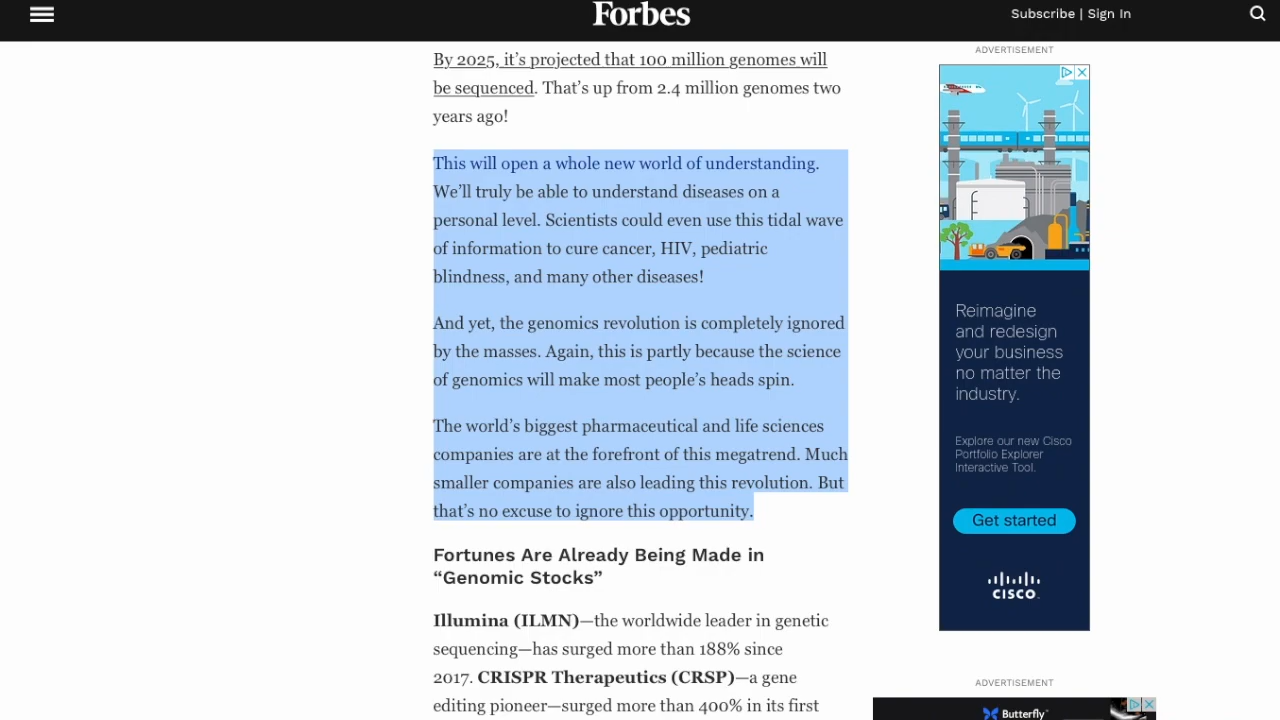 Forbes
Subscribe | Sign In
By 2025, it’s projected that 100 million genomes will
be sequenced. That’s up from 2.4 million genomes two
years ago!
This will open a whole new world of understanding.
We’ll truly be able to understand diseases on a
personal level. Scientists could even use this tidal wave
of information to cure cancer, HIV, pediatric
blindness, and many other diseases!
And yet, the genomics revolution is completely ignored
by the masses. Again, this is partly because the science
of genomics will make most people’s heads spin.
The world’s biggest pharmaceutical and life sciences
companies are at the forefront of this megatrend. Much
smaller companies are also leading this revolution. But
that’s no excuse to ignore this opportunity.
Fortunes Are Already Being Made in
“Genomic Stocks”
Illumina (ILMN)—the worldwide leader in genetic
sequencing—has surged more than 188% since
2017. CRISPR Therapeutics (CRSP)—a gene
editing pioneer—surged more than 400% in its first
ADVERTISEMENT
Reimagine
and redesign
your business
no matter the
industry.
Explore our new Cisco
Portfolio Explorer
Interactive Tool.
Get started
CISCO
ADVERTISEMENT
Butterfly